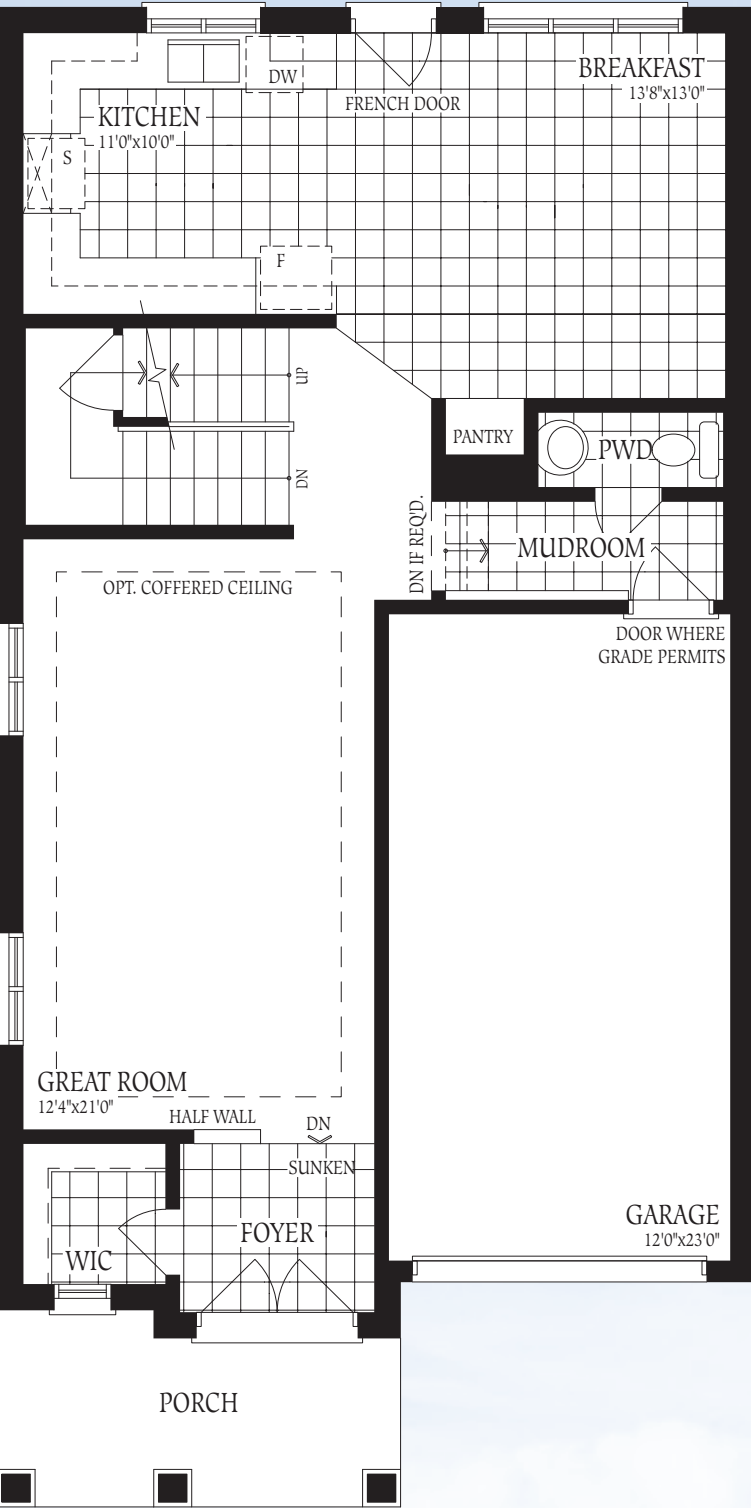 DW
BREAKFAST
13'8"x13'0"
FRENCH DOOR
KITCHEN
11'0"x10'0"
S
F
UP
DN
PANTRY
PWD
DN IF REQ'D.
MUDROOM
OPT. COFFERED CEILING
DOOR WHERE
GRADE PERMITS
GREAT ROOM
12'4"x21'0"
HALF WALL
DN
SUNKEN
FOYER
WIC
GARAGE
12'0"x23'0"
PORCH